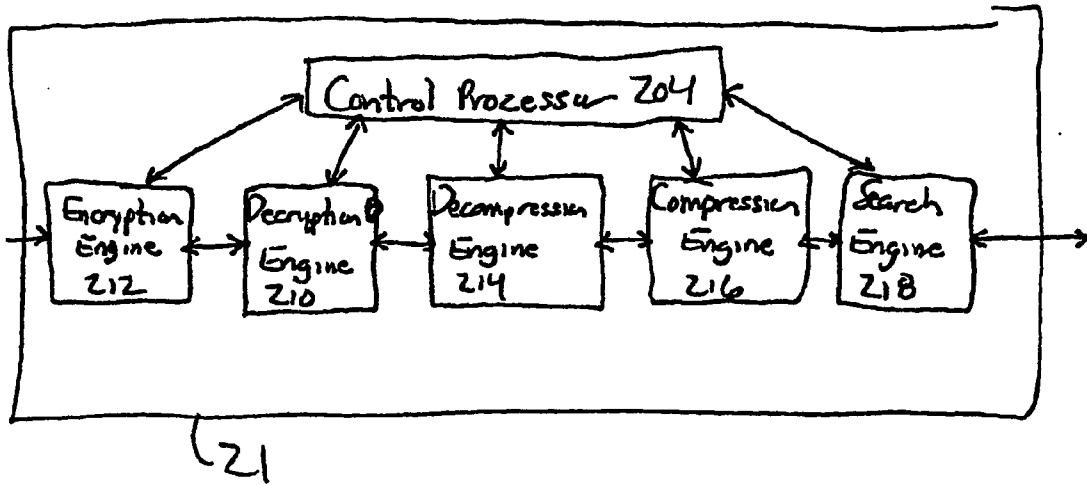 Control Processor 204
Encryption
Engine
212
Decryption
Engine
210
Decompression
Engine
214
Compression
Engine
216
Search
Engine
218
21